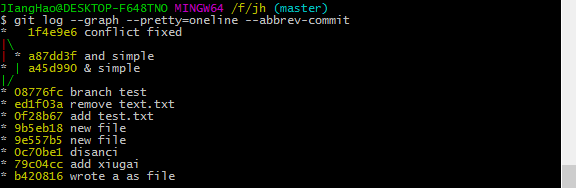 JIangHao@DESKTOP-F648TNO MINGW64 /f/jh (master)
$ git log --graph --pretty=oneline --abbrev-commit
*   1f4e9e6 conflict fixed
|\
| * a87dd3f and simple
* | a45d990 & simple
|/
* 08776fc branch test
* ed1f03a remove text.txt
* 0f28b67 add test.txt
* 9b5eb18 new file
* 9e557b5 new file
* 0c70be1 disanci
* 79c04cc add xiugai
* b420816 wrote a as file